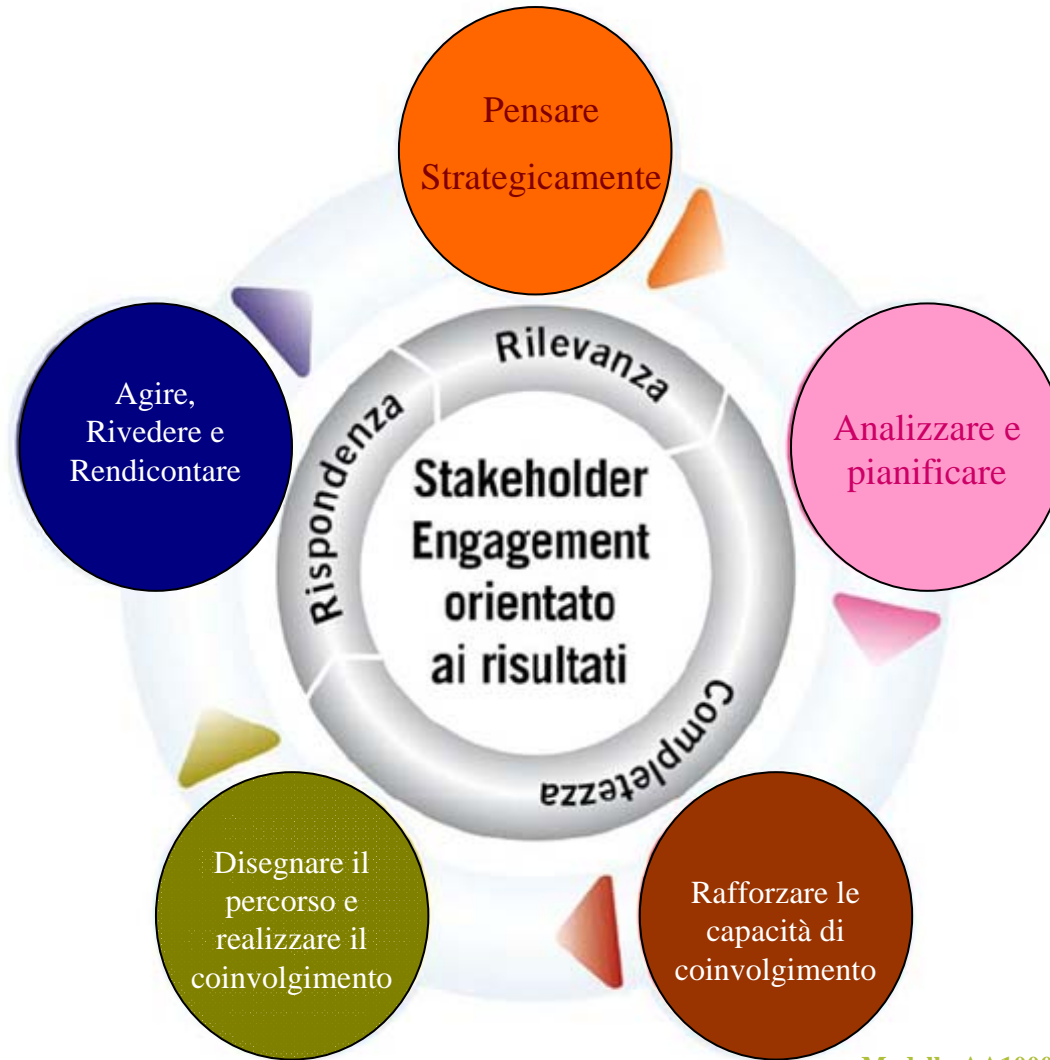 Pensare
Strategicamente
Analizzare e
pianificare
Rafforzare le
capacità di
coinvolgimento
Disegnare il
percorso e
realizzare il
coinvolgimento
Agire,
Rivedere e
Rendicontare
Rilevanza
Completezza
Rispondenza
Stakeholder
Engagement
orientato
ai risultati